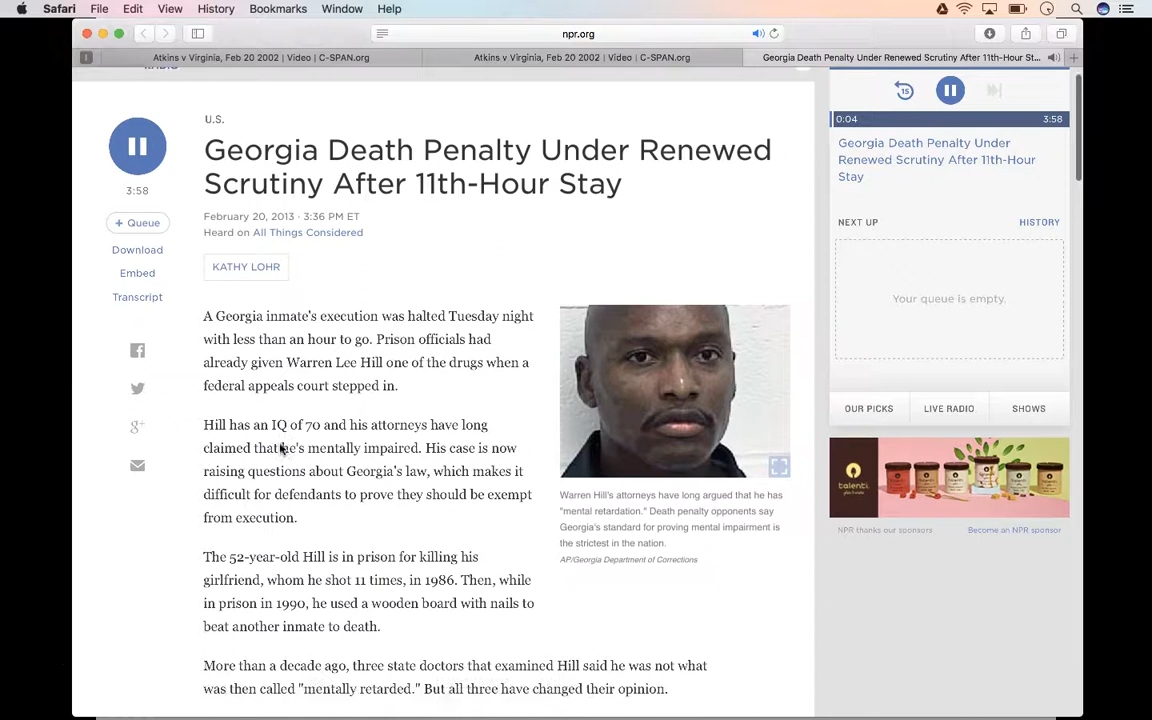 Safari File Edit View History Bookmarks Window Help
npr.org
Atkins v Virginia, Feb 20 2002 | Video | C-SPAN.org
Atkins v Virginia, Feb 20 2002 | Video | C-SPAN.org
Georgia Death Penalty Under Renewed Scrutiny After 11th-Hour St...
3:58
+ Queue
Download
Embed
Transcript
U.S.
Georgia Death Penalty Under Renewed
Scrutiny After 11th-Hour Stay
February 20, 2013 · 3:36 PM ET
Heard on All Things Considered
KATHY LOHR
A Georgia inmate's execution was halted Tuesday night
with less than an hour to go. Prison officials had
already given Warren Lee Hill one of the drugs when a
federal appeals court stepped in.
Hill has an IQ of 70 and his attorneys have long
claimed that he's mentally impaired. His case is now
raising questions about Georgia's law, which makes it
difficult for defendants to prove they should be exempt
from execution.
The 52-year-old Hill is in prison for killing his
girlfriend, whom he shot 11 times, in 1986. Then, while
in prison in 1990, he used a wooden board with nails to
beat another inmate to death.
More than a decade ago, three state doctors that examined Hill said he was not what
was then called "mentally retarded." But all three have changed their opinion.
Warren Hill's attorneys have long argued that he has
"mental retardation." Death penalty opponents say
Georgia's standard for proving mental impairment is
the strictest in the nation.
AP/Georgia Department of Corrections
15
0:04 3:58
Georgia Death Penalty Under
Renewed Scrutiny After 11th-Hour
Stay
NEXT UP HISTORY
Your queue is empty.
OUR PICKS LIVE RADIO SHOWS
talenti
NPR thanks our sponsors Become an NPR sponsor